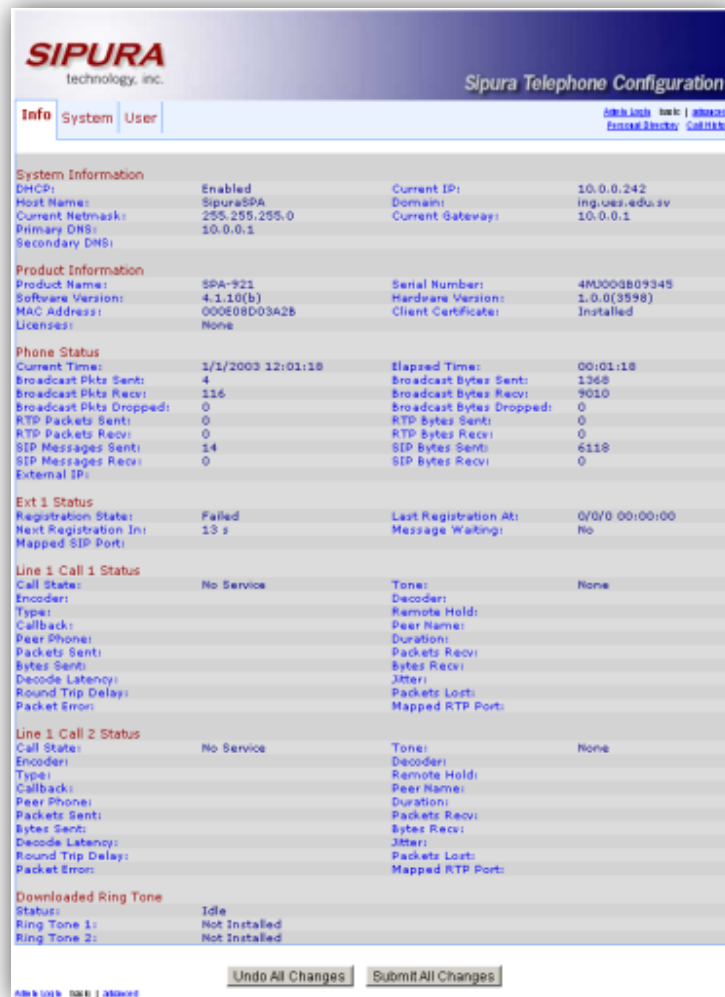 SIPURA
technology, inc.
Sipura Telephone Configuration
Info System User
Admin Login basic | advanced
Personal Directory Call Histo
System Information
DHCP: Enabled Current IP: 10.0.0.242
Host Name: SipuraSPA Domain: ing.ues.edu.sv
Current Netmask: 255.255.255.0 Current Gateway: 10.0.0.1
Primary DNS: 10.0.0.1
Secondary DNS:
Product Information
Product Name: SPA-921 Serial Number: 4MJ00GB09345
Software Version: 4.1.10(b) Hardware Version: 1.0.0(3598)
MAC Address: 000E08D03A2B Client Certificate: Installed
Licenses: None
Phone Status
Current Time: 1/1/2003 12:01:18 Elapsed Time: 00:01:18
Broadcast Pkts Sent: 4 Broadcast Bytes Sent: 1368
Broadcast Pkts Recv: 116 Broadcast Bytes Recv: 9010
Broadcast Pkts Dropped: 0 Broadcast Bytes Dropped: 0
RTP Packets Sent: 0 RTP Bytes Sent: 0
RTP Packets Recv: 0 RTP Bytes Recv: 0
SIP Messages Sent: 14 SIP Bytes Sent: 6118
SIP Messages Recv: 0 SIP Bytes Recv: 0
External IP:
Ext 1 Status
Registration State: Failed Last Registration At: 0/0/0 00:00:00
Next Registration In: 13 s Message Waiting: No
Mapped SIP Port:
Line 1 Call 1 Status
Call State: No Service Tone: None
Encoder: Decoder:
Type: Remote Hold:
Callback: Peer Name:
Peer Phone: Duration:
Packets Sent: Packets Recv:
Bytes Sent: Bytes Recv:
Decode Latency: Jitter:
Round Trip Delay: Packets Lost:
Packet Error: Mapped RTP Port:
Line 1 Call 2 Status
Call State: No Service Tone: None
Encoder: Decoder:
Type: Remote Hold:
Callback: Peer Name:
Peer Phone: Duration:
Packets Sent: Packets Recv:
Bytes Sent: Bytes Recv:
Decode Latency: Jitter:
Round Trip Delay: Packets Lost:
Packet Error: Mapped RTP Port:
Downloaded Ring Tone
Status: Idle
Ring Tone 1: Not Installed
Ring Tone 2: Not Installed
Undo All Changes Submit All Changes
Admin Login basic | advanced